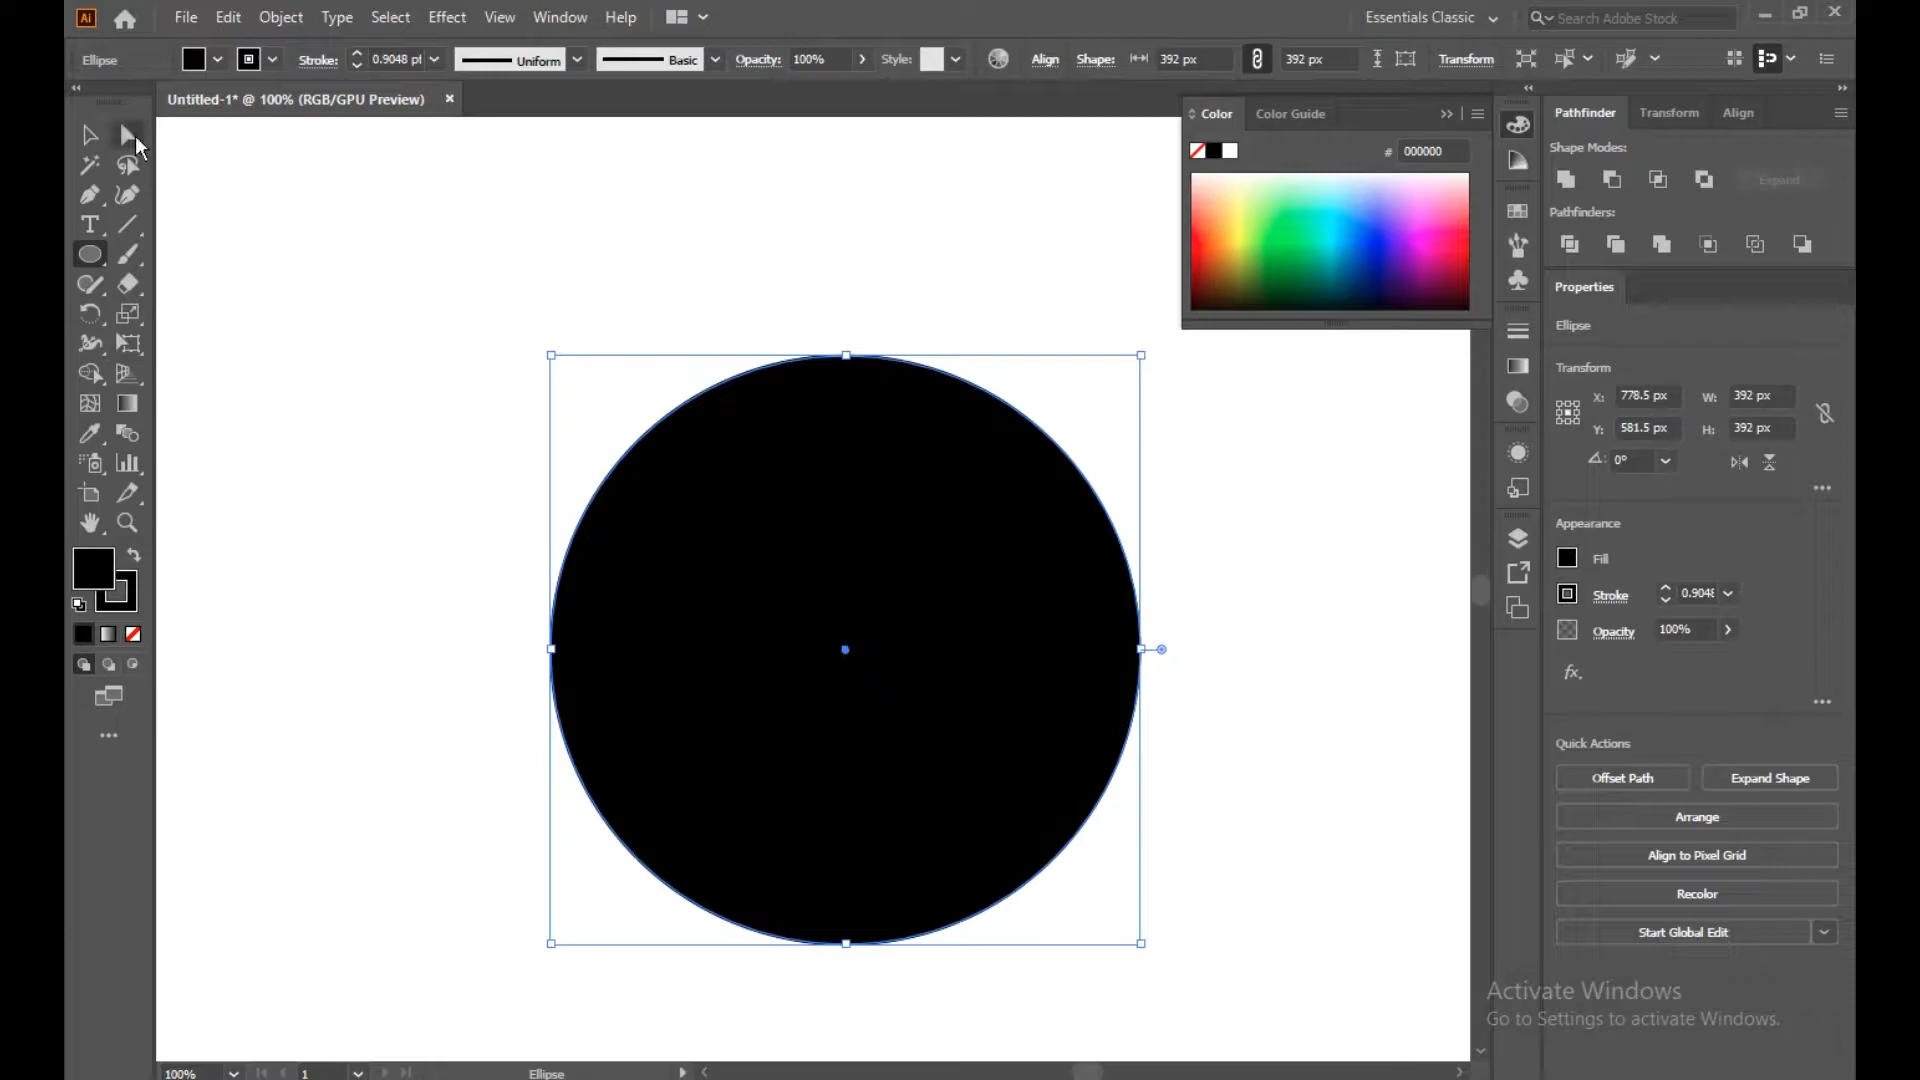 Ai File Edit Object Type Select Effect View Window Help Essentials Classic Search Adobe Stock
Ellipse Stroke: 0.9048 pt Uniform Basic Opacity: 100% Style: Align Shape: 392 px 392 px Transform
Untitled-1* @ 100% (RGB/GPU Preview)
Color Color Guide
# 000000
Pathfinder Transform Align
Shape Modes:
Expand
Pathfinders:
Properties
Ellipse
Transform
X: 778.5 px W: 392 px
Y: 581.5 px H: 392 px
0°
Appearance
Fill
Stroke 0.9048
Opacity 100%
fx.
Quick Actions
Offset Path Expand Shape
Arrange
Align to Pixel Grid
Recolor
Start Global Edit
Activate Windows
Go to Settings to activate Windows.
100% 1 Ellipse